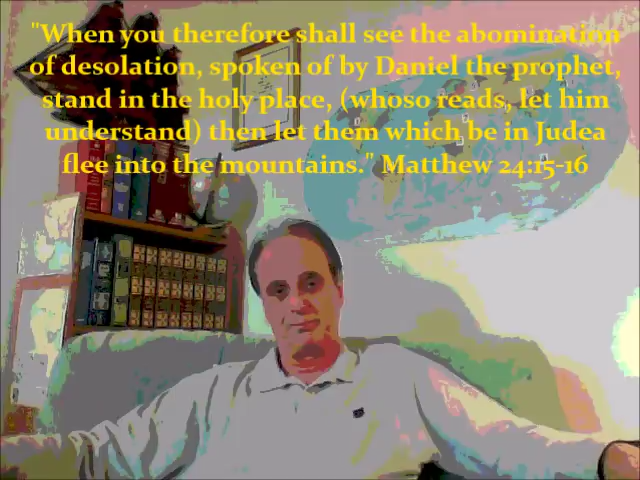 "When you therefore shall see the abomination
of desolation, spoken of by Daniel the prophet,
stand in the holy place, (whoso reads, let him
understand) then let them which be in Judea
flee into the mountains." Matthew 24:15-16